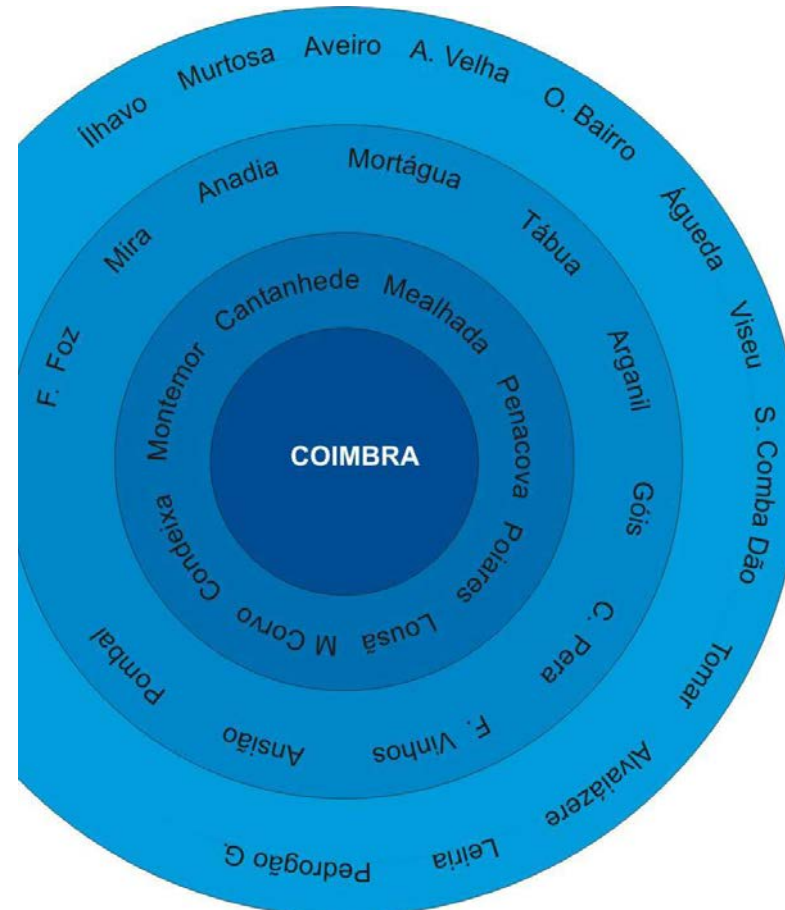 Ílhavo
Murtosa
Aveiro
A. Velha
O. Bairro
Águeda
Viseu
S. Comba Dão
Tomar
Alvaiázere
Leiria
Pedrogão G.
F. Foz
Mira
Anadia
Mortágua
Tábua
Arganil
Góis
C. Pera
F. Vinhos
Ansião
Pombal
Montemor
Cantanhede
Mealhada
Penacova
Poiares
Lousã
M Corvo
Condeixa
COIMBRA